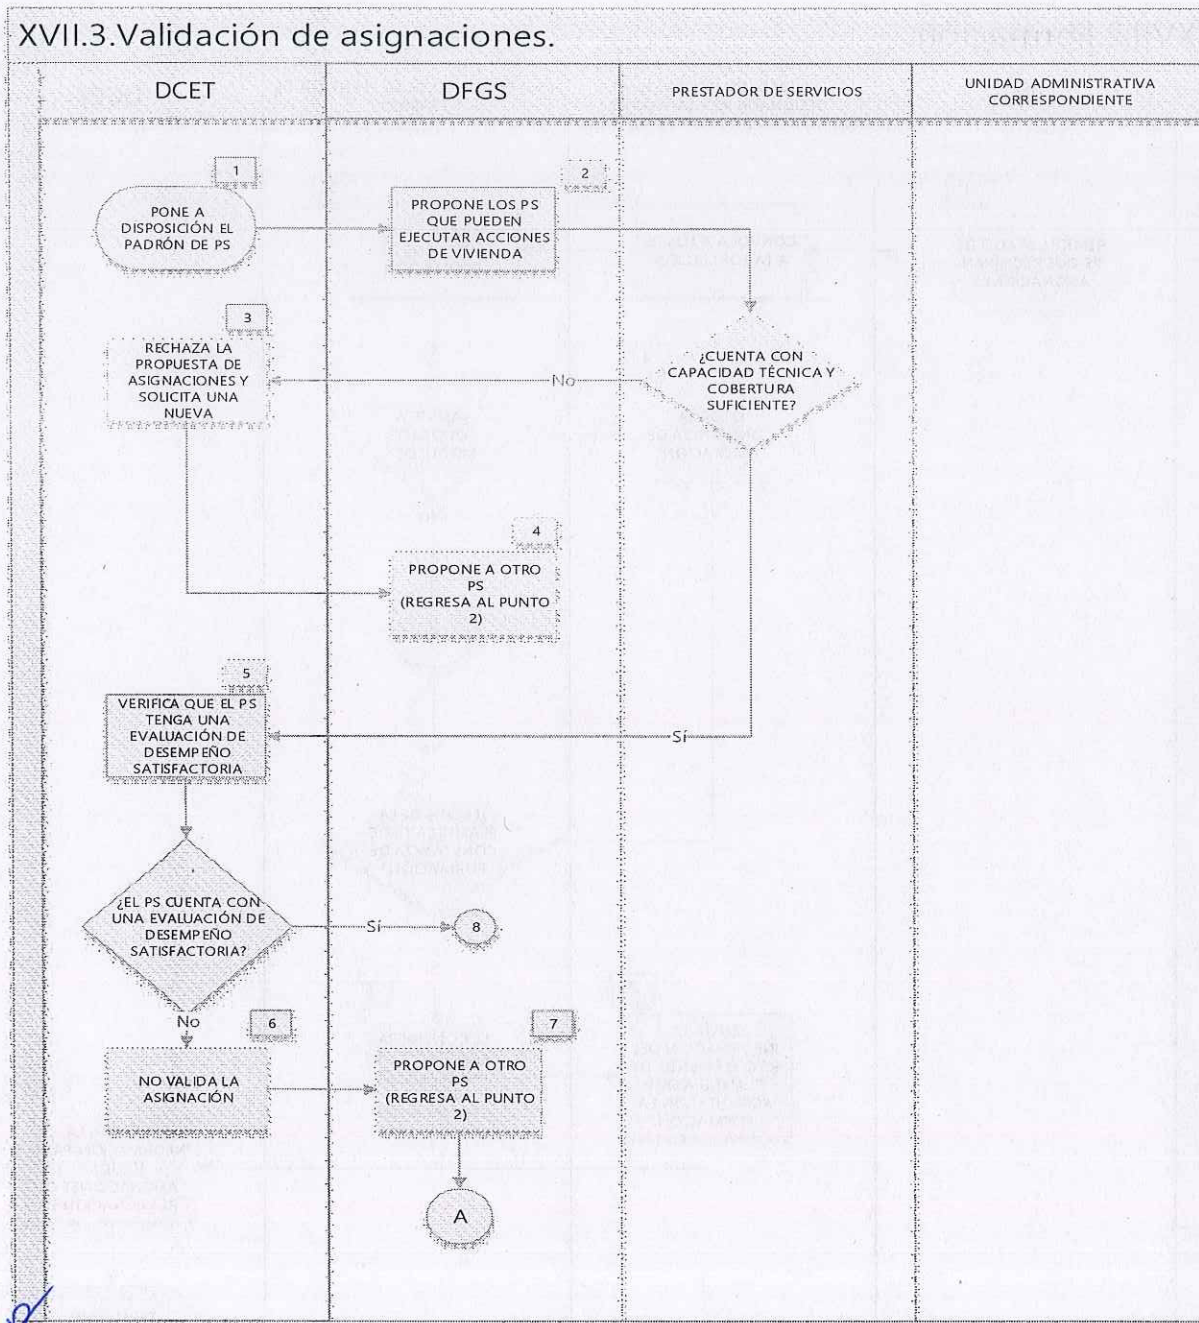 XVII.3.Validación de asignaciones.
DCET
DFGS
PRESTADOR DE SERVICIOS
UNIDAD ADMINISTRATIVA
CORRESPONDIENTE
1
PONE A
DISPOSICIÓN EL
PADRÓN DE PS
2
PROPONE LOS PS
QUE PUEDEN
EJECUTAR ACCIONES
DE VIVIENDA
¿CUENTA CON
CAPACIDAD TÉCNICA Y
COBERTURA
SUFICIENTE?
No
3
RECHAZA LA
PROPUESTA DE
ASIGNACIONES Y
SOLICITA UNA
NUEVA
4
PROPONE A OTRO
PS
(REGRESA AL PUNTO
2)
Sí
5
VERIFICA QUE EL PS
TENGA UNA
EVALUACIÓN DE
DESEMPEÑO
SATISFACTORIA
¿EL PS CUENTA CON
UNA EVALUACIÓN DE
DESEMPEÑO
SATISFACTORIA?
Sí
8
No
6
NO VALIDA LA
ASIGNACIÓN
7
PROPONE A OTRO
PS
(REGRESA AL PUNTO
2)
A